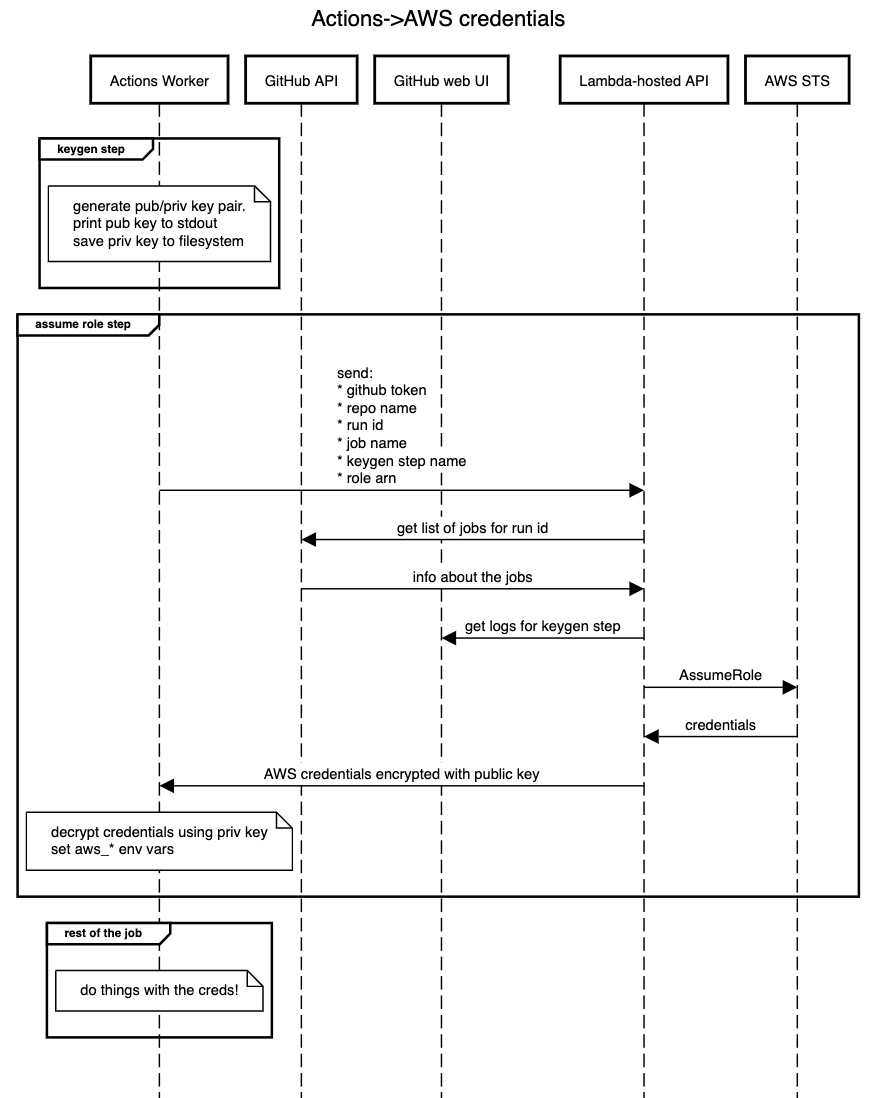 Actions->AWS credentials
Actions Worker
GitHub API
GitHub web UI
Lambda-hosted API
AWS STS
keygen step
generate pub/priv key pair.
print pub key to stdout
save priv key to filesystem
assume role step
send:
* github token
* repo name
* run id
* job name
* keygen step name
* role arn
get list of jobs for run id
info about the jobs
get logs for keygen step
AssumeRole
credentials
AWS credentials encrypted with public key
decrypt credentials using priv key
set aws_* env vars
rest of the job
do things with the creds!